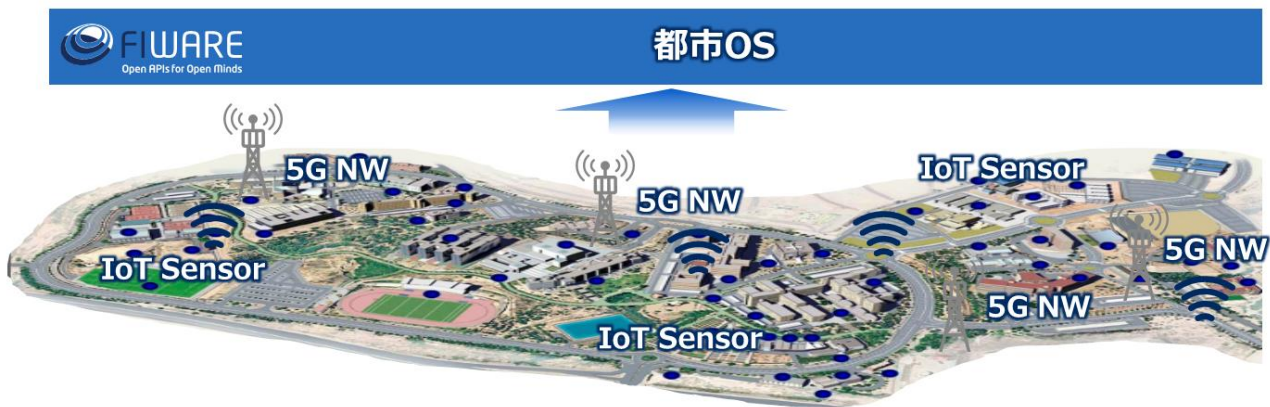 FIWARE
Open APIs for Open Minds
都市OS
5G NW
5G NW
IoT Sensor
5G NW
IoT Sensor
5G NW
IoT Sensor